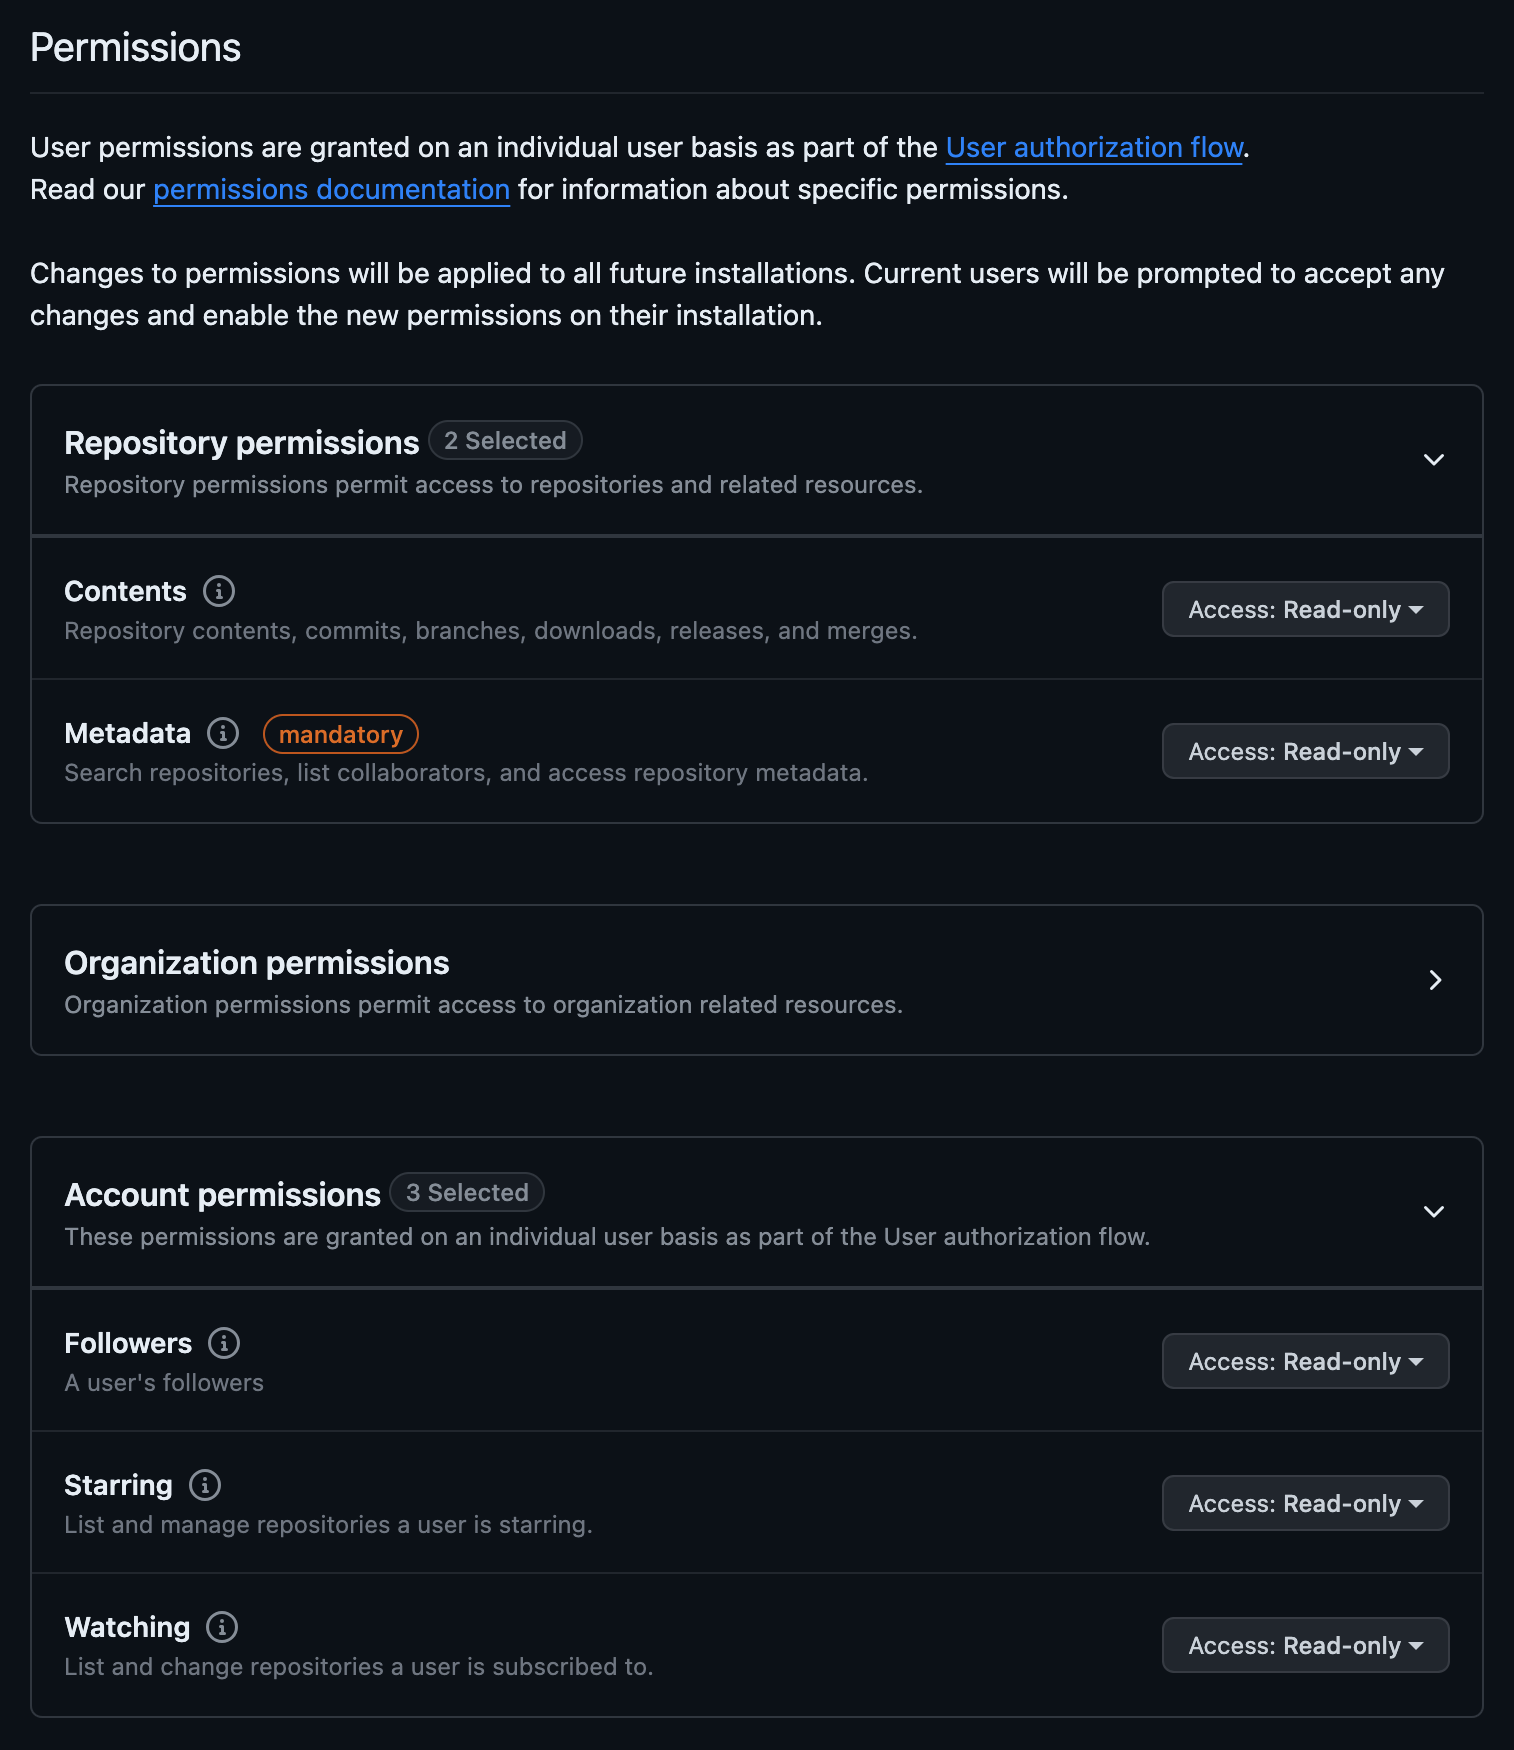 Permissions
User permissions are granted on an individual user basis as part of the User authorization flow.
Read our permissions documentation for information about specific permissions.
Changes to permissions will be applied to all future installations. Current users will be prompted to accept any
changes and enable the new permissions on their installation.
Repository permissions 2 Selected
Repository permissions permit access to repositories and related resources.
Contents
Repository contents, commits, branches, downloads, releases, and merges.
Access: Read-only
Metadata mandatory
Search repositories, list collaborators, and access repository metadata.
Access: Read-only
Organization permissions
Organization permissions permit access to organization related resources.
Account permissions 3 Selected
These permissions are granted on an individual user basis as part of the User authorization flow.
Followers
A user's followers
Access: Read-only
Starring
List and manage repositories a user is starring.
Access: Read-only
Watching
List and change repositories a user is subscribed to.
Access: Read-only